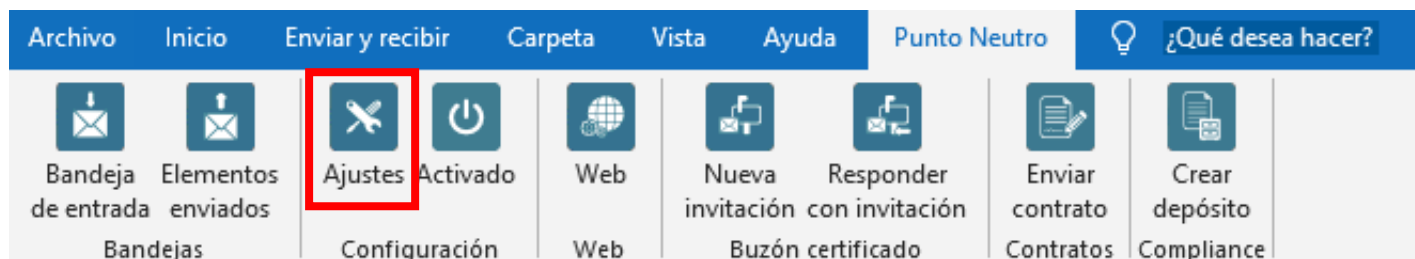 Archivo Inicio Enviar y recibir Carpeta Vista Ayuda Punto Neutro ¿Qué desea hacer?
Bandeja de entrada
Elementos enviados
Ajustes
Activado
Web
Nueva invitación
Responder con invitación
Enviar contrato
Crear depósito
Bandejas Configuración Web Buzón certificado Contratos Compliance